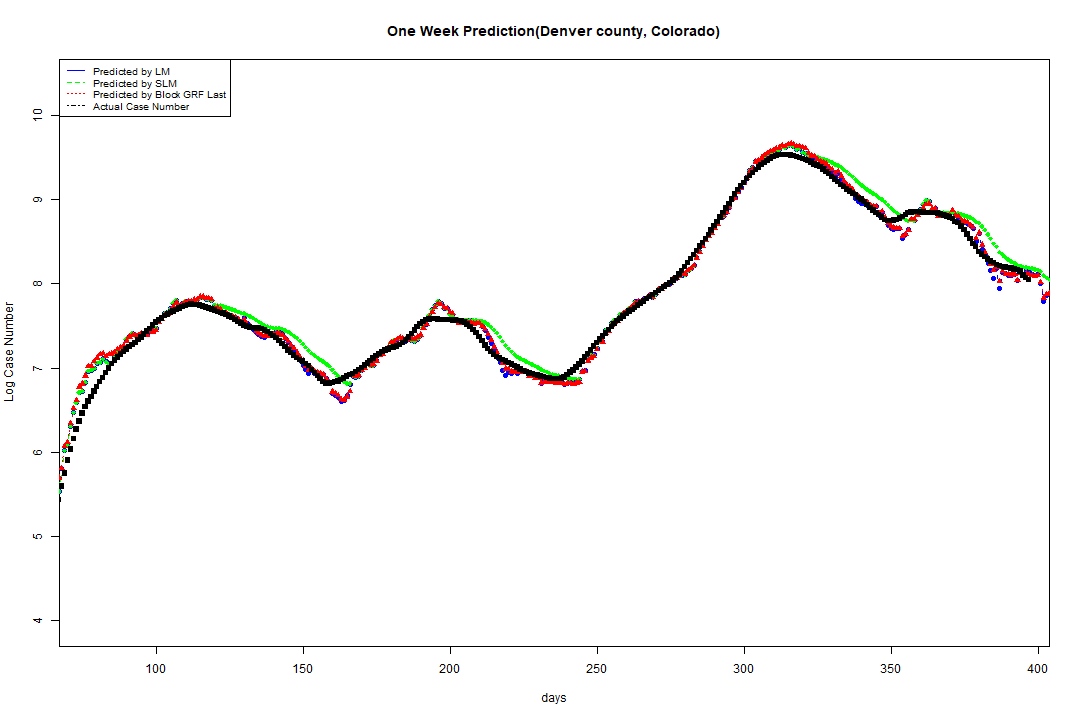 One Week Prediction(Denver county, Colorado)
Predicted by LM
Predicted by SLM
Predicted by Block GRF Last
Actual Case Number
10
9
8
7
6
5
4
Log Case Number
100 150 200 250 300 350 400
days